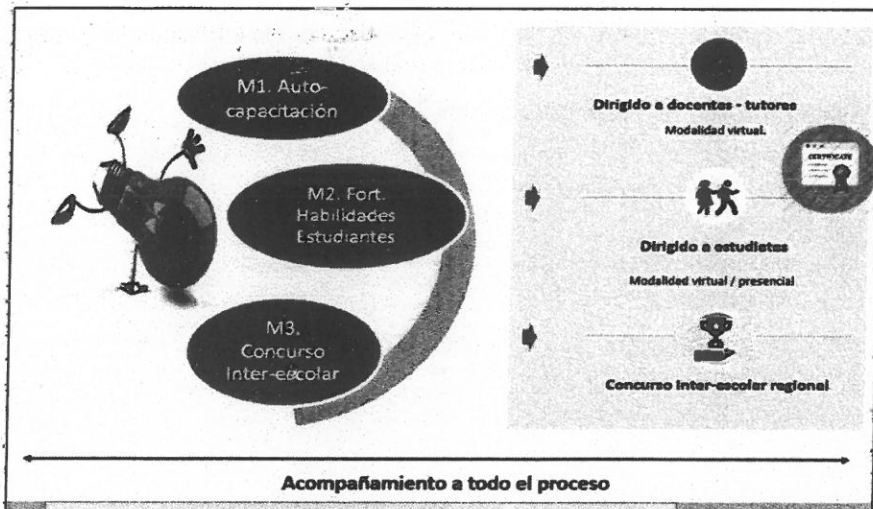 M1. Auto-
capacitación
Dirigido a docentes - tutores
Modalidad virtual.
CERTIFICATE
M2. Fort.
Habilidades
Estudiantes
Dirigido a estudietes
Modalidad virtual / presencial
M3.
Concurso
Inter-escolar
Concurso inter-escolar regional
Acompañamiento a todo el proceso